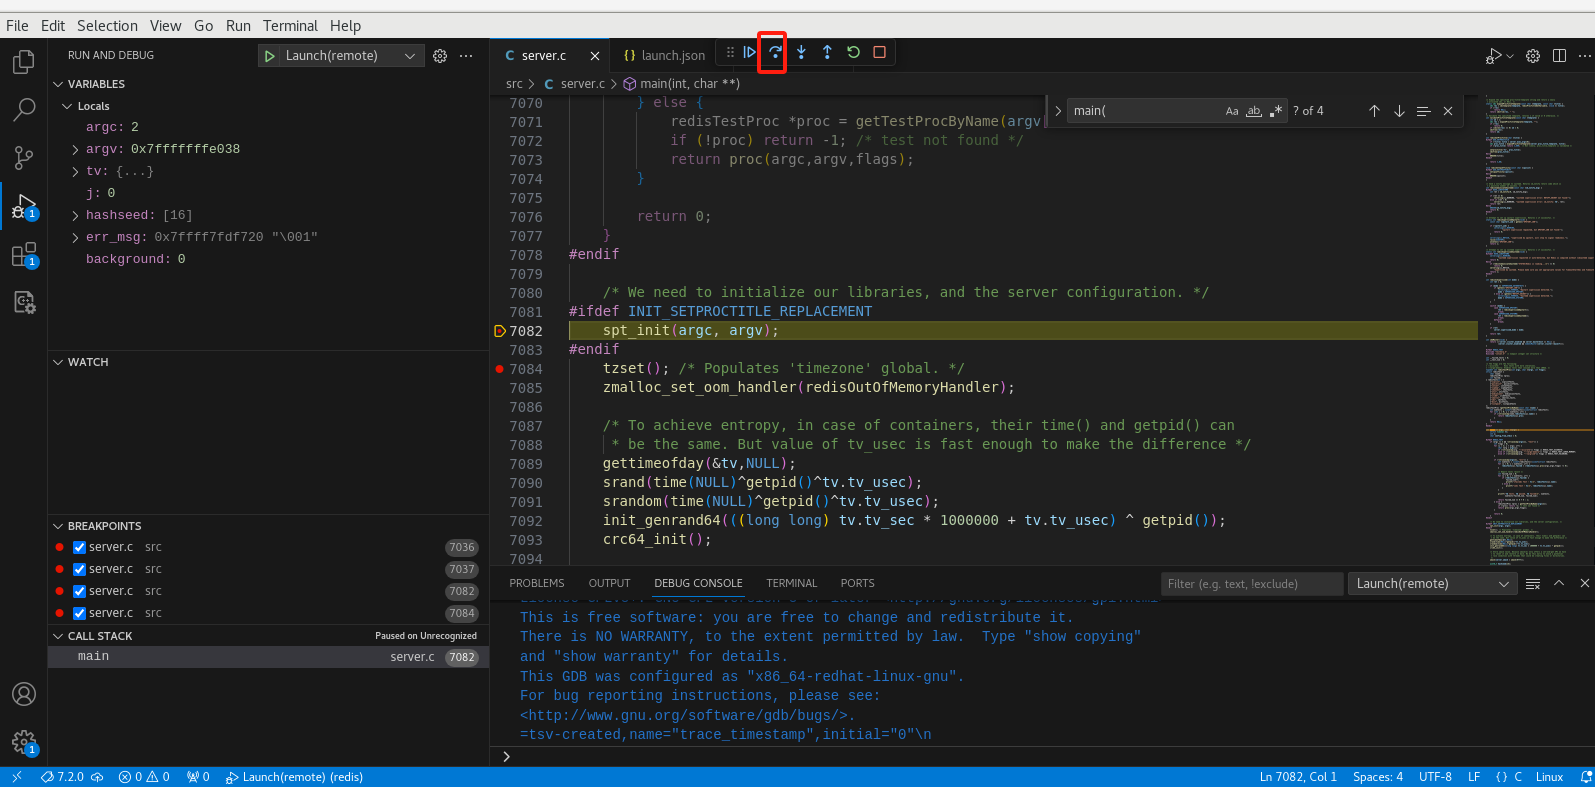 File Edit Selection View Go Run Terminal Help
RUN AND DEBUG
Launch(remote)
VARIABLES
Locals
argc: 2
argv: 0x7fffffffe038
tv: {...}
j: 0
hashseed: [16]
err_msg: 0x7ffff7fdf720 "\001"
background: 0
WATCH
BREAKPOINTS
server.c src 7036
server.c src 7037
server.c src 7082
server.c src 7084
CALL STACK Paused on Unrecognized
main server.c 7082
1
1
1
C server.c
{} launch.json
src > C server.c > main(int, char **)
main( Aa ab .* ? of 4
7070 } else {
7071 redisTestProc *proc = getTestProcByName(argv
7072 if (!proc) return -1; /* test not found */
7073 return proc(argc,argv,flags);
7074 }
7075
7076 return 0;
7077 }
7078 #endif
7079
7080 /* We need to initialize our libraries, and the server configuration. */
7081 #ifdef INIT_SETPROCTITLE_REPLACEMENT
7082 spt_init(argc, argv);
7083 #endif
7084 tzset(); /* Populates 'timezone' global. */
7085 zmalloc_set_oom_handler(redisOutOfMemoryHandler);
7086
7087 /* To achieve entropy, in case of containers, their time() and getpid() can
7088 * be the same. But value of tv_usec is fast enough to make the difference */
7089 gettimeofday(&tv,NULL);
7090 srand(time(NULL)^getpid()^tv.tv_usec);
7091 srandom(time(NULL)^getpid()^tv.tv_usec);
7092 init_genrand64(((long long) tv.tv_sec * 1000000 + tv.tv_usec) ^ getpid());
7093 crc64_init();
7094
PROBLEMS OUTPUT DEBUG CONSOLE TERMINAL PORTS
Filter (e.g. text, !exclude)
Launch(remote)
This is free software: you are free to change and redistribute it.
There is NO WARRANTY, to the extent permitted by law.  Type "show copying"
and "show warranty" for details.
This GDB was configured as "x86_64-redhat-linux-gnu".
For bug reporting instructions, please see:
<http://www.gnu.org/software/gdb/bugs/>.
=tsv-created,name="trace_timestamp",initial="0"\n
>
7.2.0 0 0 0 Launch(remote) (redis) Ln 7082, Col 1 Spaces: 4 UTF-8 LF {} C Linux